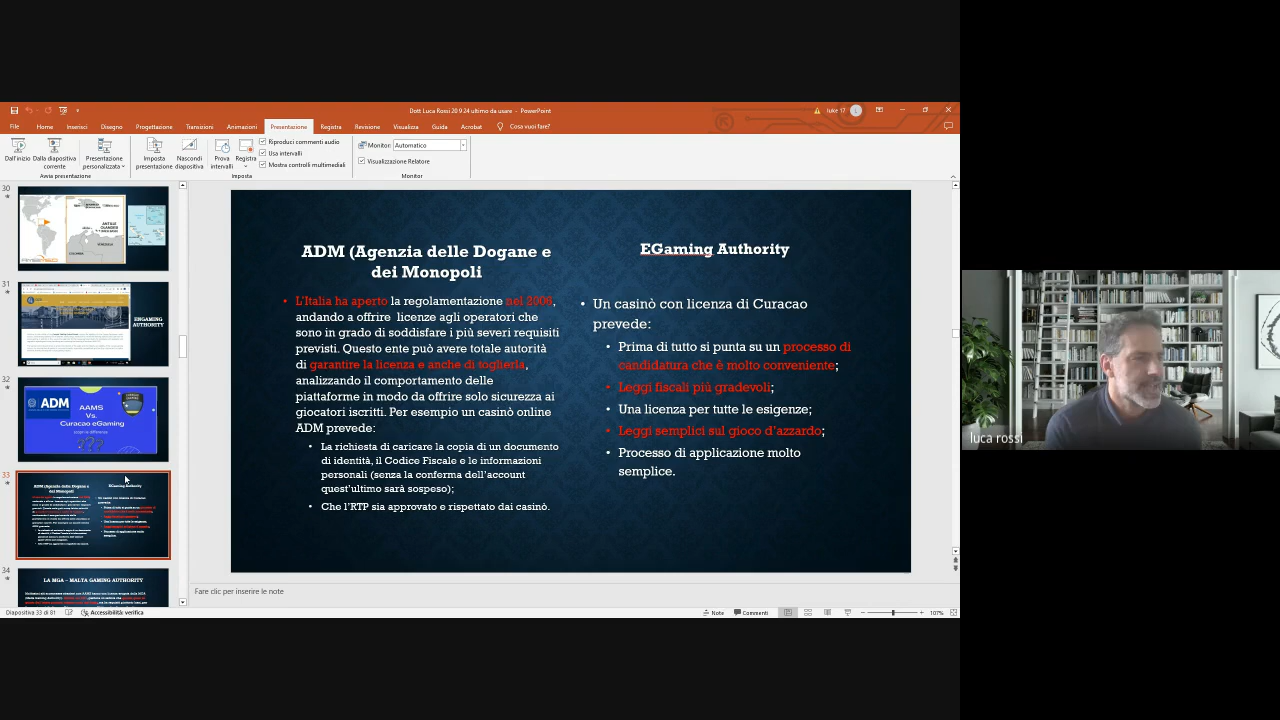 Dott Luca Rossi 20 9 24 ultimo da usare - PowerPoint
luke 17
File Home Inserisci Disegno Progettazione Transizioni Animazioni Presentazione Registra Revisione Visualizza Guida Acrobat Cosa vuoi fare?
Dall'inizio
Dalla diapositiva corrente
Presentazione personalizzata
Avvia presentazione
Imposta presentazione
Nascondi diapositiva
Prova intervalli
Registra
Riproduci commenti audio
Usa intervalli
Mostra controlli multimediali
Imposta
Monitor: Automatico
Visualizzazione Relatore
Monitor
30
31
ENGAMING
AUTHORITY
32
ADM
AAMS
Vs.
Curacao eGaming
scopri le differenze
???
33
34
LA MGA – MALTA GAMING AUTHORITY
ADM (Agenzia delle Dogane e
dei Monopoli
• L'Italia ha aperto la regolamentazione nel 2006,
andando a offrire licenze agli operatori che
sono in grado di soddisfare i più severi requisiti
previsti. Questo ente può avere totale autorità
di garantire la licenza e anche di toglierla,
analizzando il comportamento delle
piattaforme in modo da offrire solo sicurezza ai
giocatori iscritti. Per esempio un casinò online
ADM prevede:
• La richiesta di caricare la copia di un documento
di identità, il Codice Fiscale e le informazioni
personali (senza la conferma dell'account
quest'ultimo sarà sospeso);
• Che l'RTP sia approvato e rispettato dai casinò
EGaming Authority
• Un casinò con licenza di Curacao
prevede:
• Prima di tutto si punta su un processo di
candidatura che è molto conveniente;
• Leggi fiscali più gradevoli;
• Una licenza per tutte le esigenze;
• Leggi semplici sul gioco d'azzardo;
• Processo di applicazione molto
semplice.
Fare clic per inserire le note
Diapositiva 33 di 81
Accessibilità: verifica
Note
Commenti
107%
luca rossi